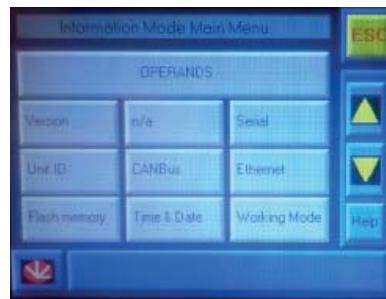 Information Mode Main Menu
ESC
OPERANDS
Version
n/a
Serial
Unit ID
CANBus
Ethernet
Flash memory
Time & Date
Working Mode
Help